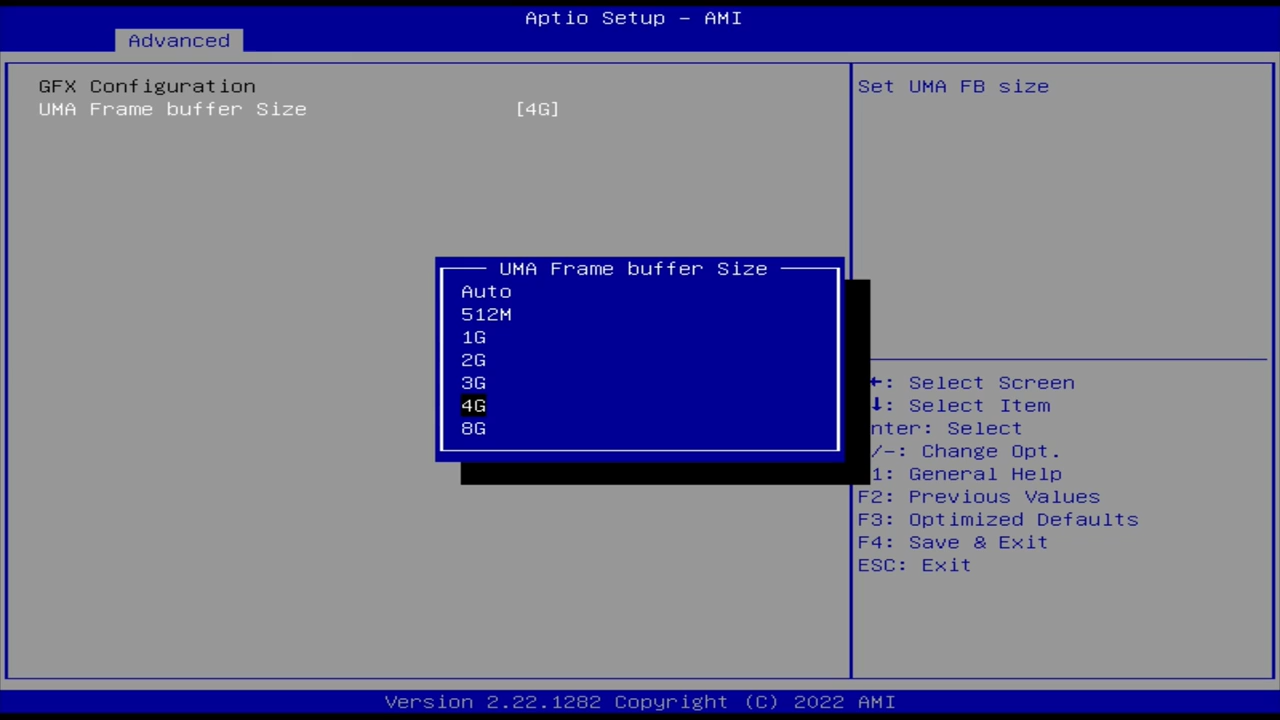 Aptio Setup - AMI
Advanced
GFX Configuration
UMA Frame buffer Size [4G]
Set UMA FB size
UMA Frame buffer Size
Auto
512M
1G
2G
3G
4G
8G
←: Select Screen
↓: Select Item
nter: Select
/-: Change Opt.
1: General Help
F2: Previous Values
F3: Optimized Defaults
F4: Save & Exit
ESC: Exit
Version 2.22.1282 Copyright (C) 2022 AMI